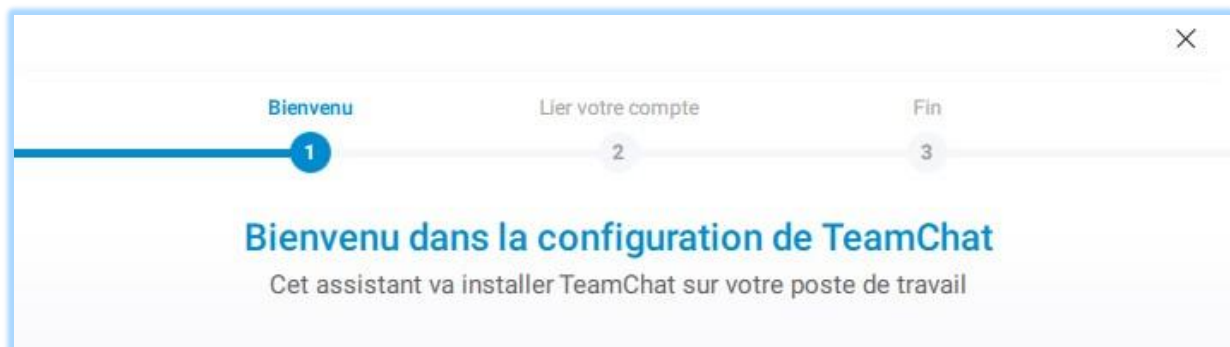 Bienvenu
Lier votre compte
Fin
1
2
3
Bienvenu dans la configuration de TeamChat
Cet assistant va installer TeamChat sur votre poste de travail